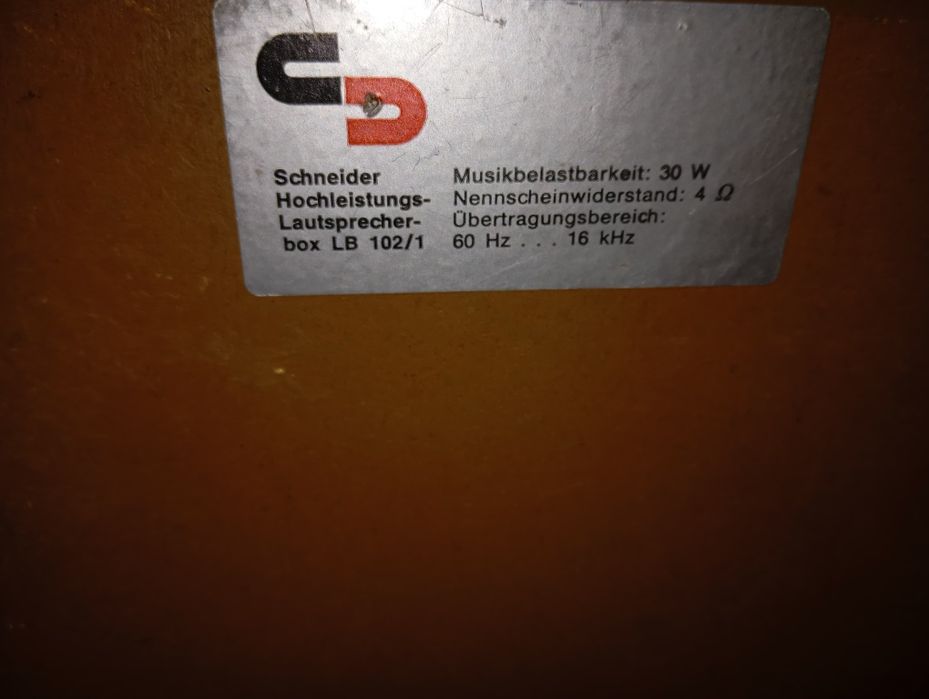 Schneider
Hochleistungs-
Lautsprecher-
box LB 102/1
Musikbelastbarkeit: 30 W
Nennscheinwiderstand: 4 Ω
Übertragungsbereich:
60 Hz . . . 16 kHz